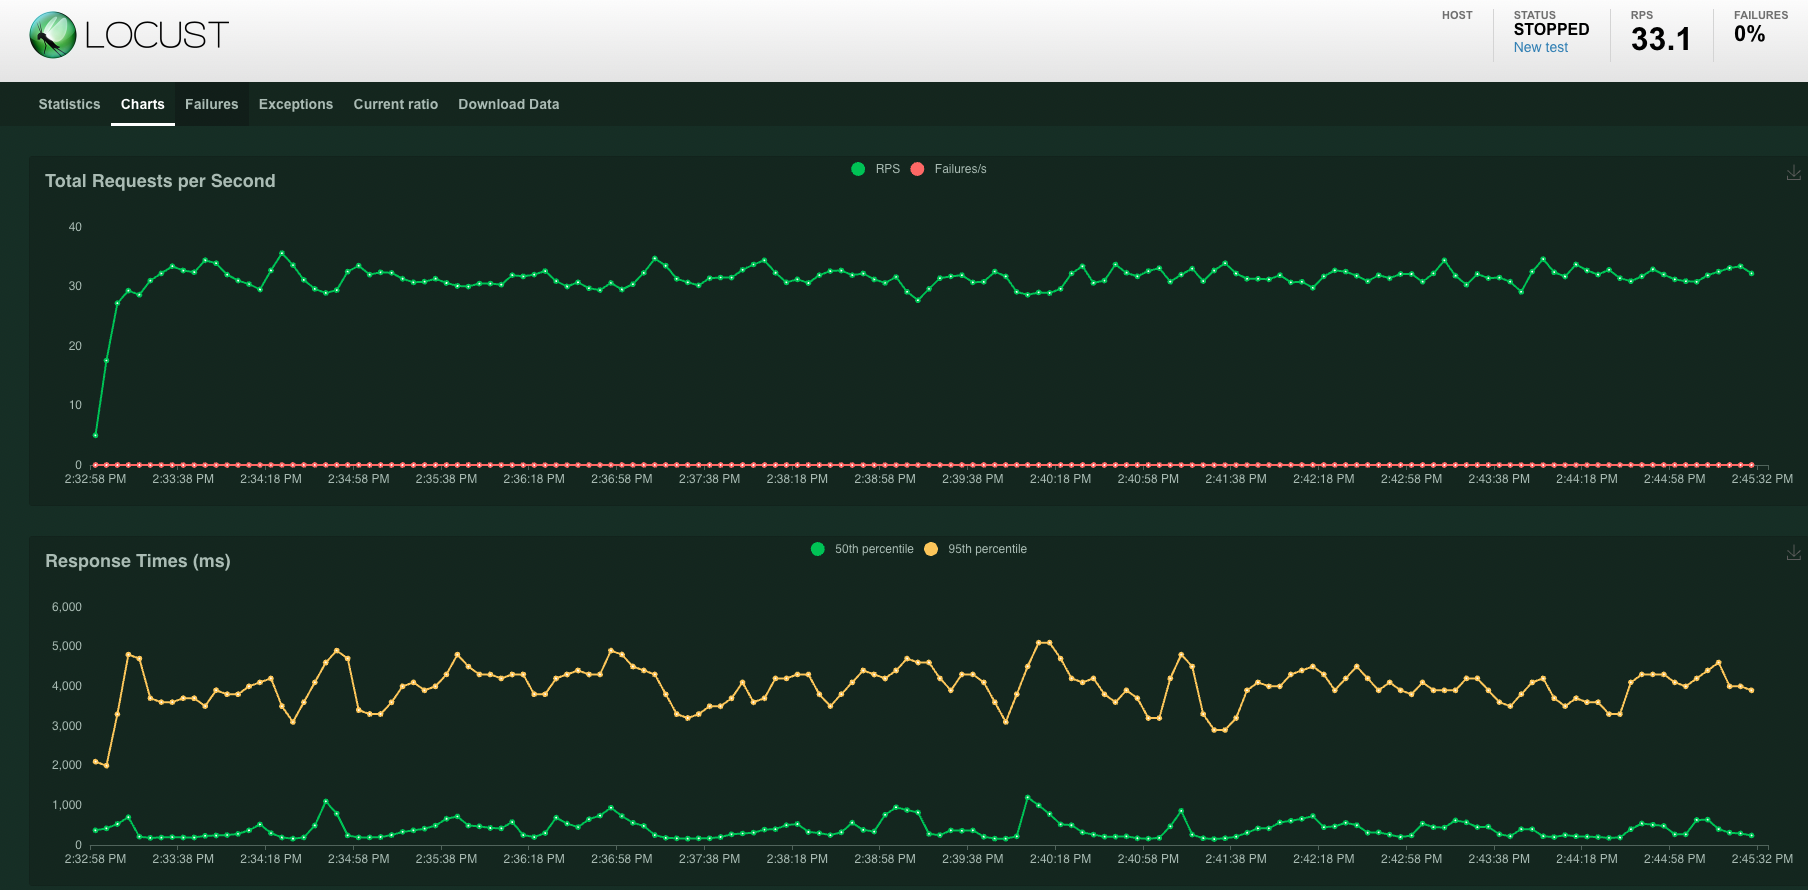 LOCUST
HOST
STATUS
STOPPED
New test
RPS
33.1
FAILURES
0%
Statistics Charts Failures Exceptions Current ratio Download Data
Total Requests per Second
RPS Failures/s
40
30
20
10
0
2:32:58 PM 2:33:38 PM 2:34:18 PM 2:34:58 PM 2:35:38 PM 2:36:18 PM 2:36:58 PM 2:37:38 PM 2:38:18 PM 2:38:58 PM 2:39:38 PM 2:40:18 PM 2:40:58 PM 2:41:38 PM 2:42:18 PM 2:42:58 PM 2:43:38 PM 2:44:18 PM 2:44:58 PM 2:45:32 PM
Response Times (ms)
50th percentile 95th percentile
6,000
5,000
4,000
3,000
2,000
1,000
0
2:32:58 PM 2:33:38 PM 2:34:18 PM 2:34:58 PM 2:35:38 PM 2:36:18 PM 2:36:58 PM 2:37:38 PM 2:38:18 PM 2:38:58 PM 2:39:38 PM 2:40:18 PM 2:40:58 PM 2:41:38 PM 2:42:18 PM 2:42:58 PM 2:43:38 PM 2:44:18 PM 2:44:58 PM 2:45:32 PM